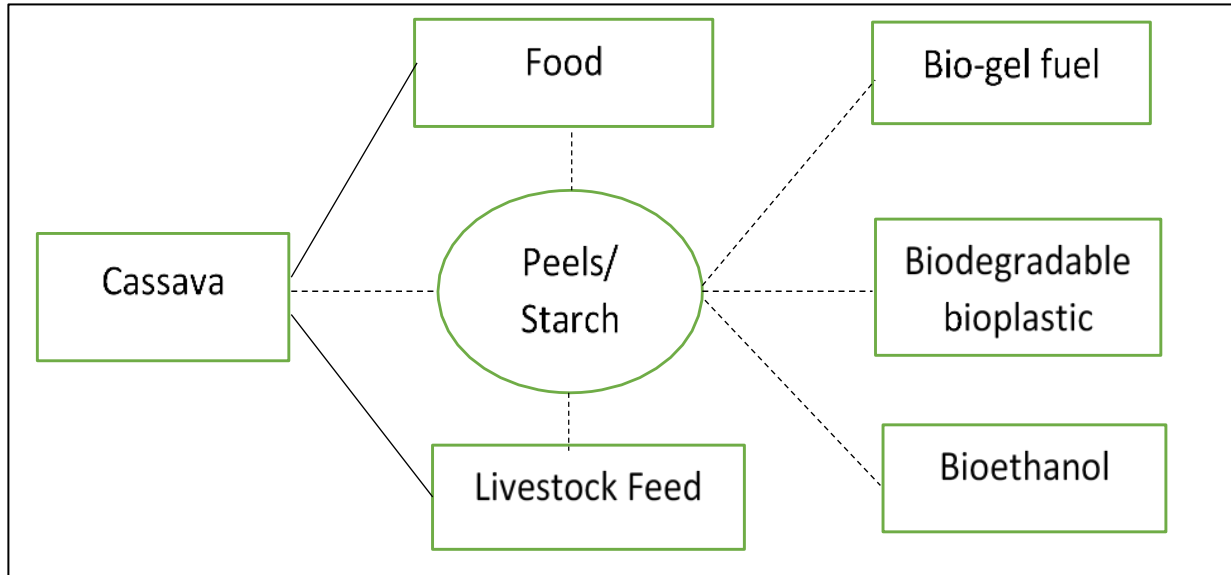 Food
Bio-gel fuel
Cassava
Peels/
Starch
Biodegradable
bioplastic
Livestock Feed
Bioethanol